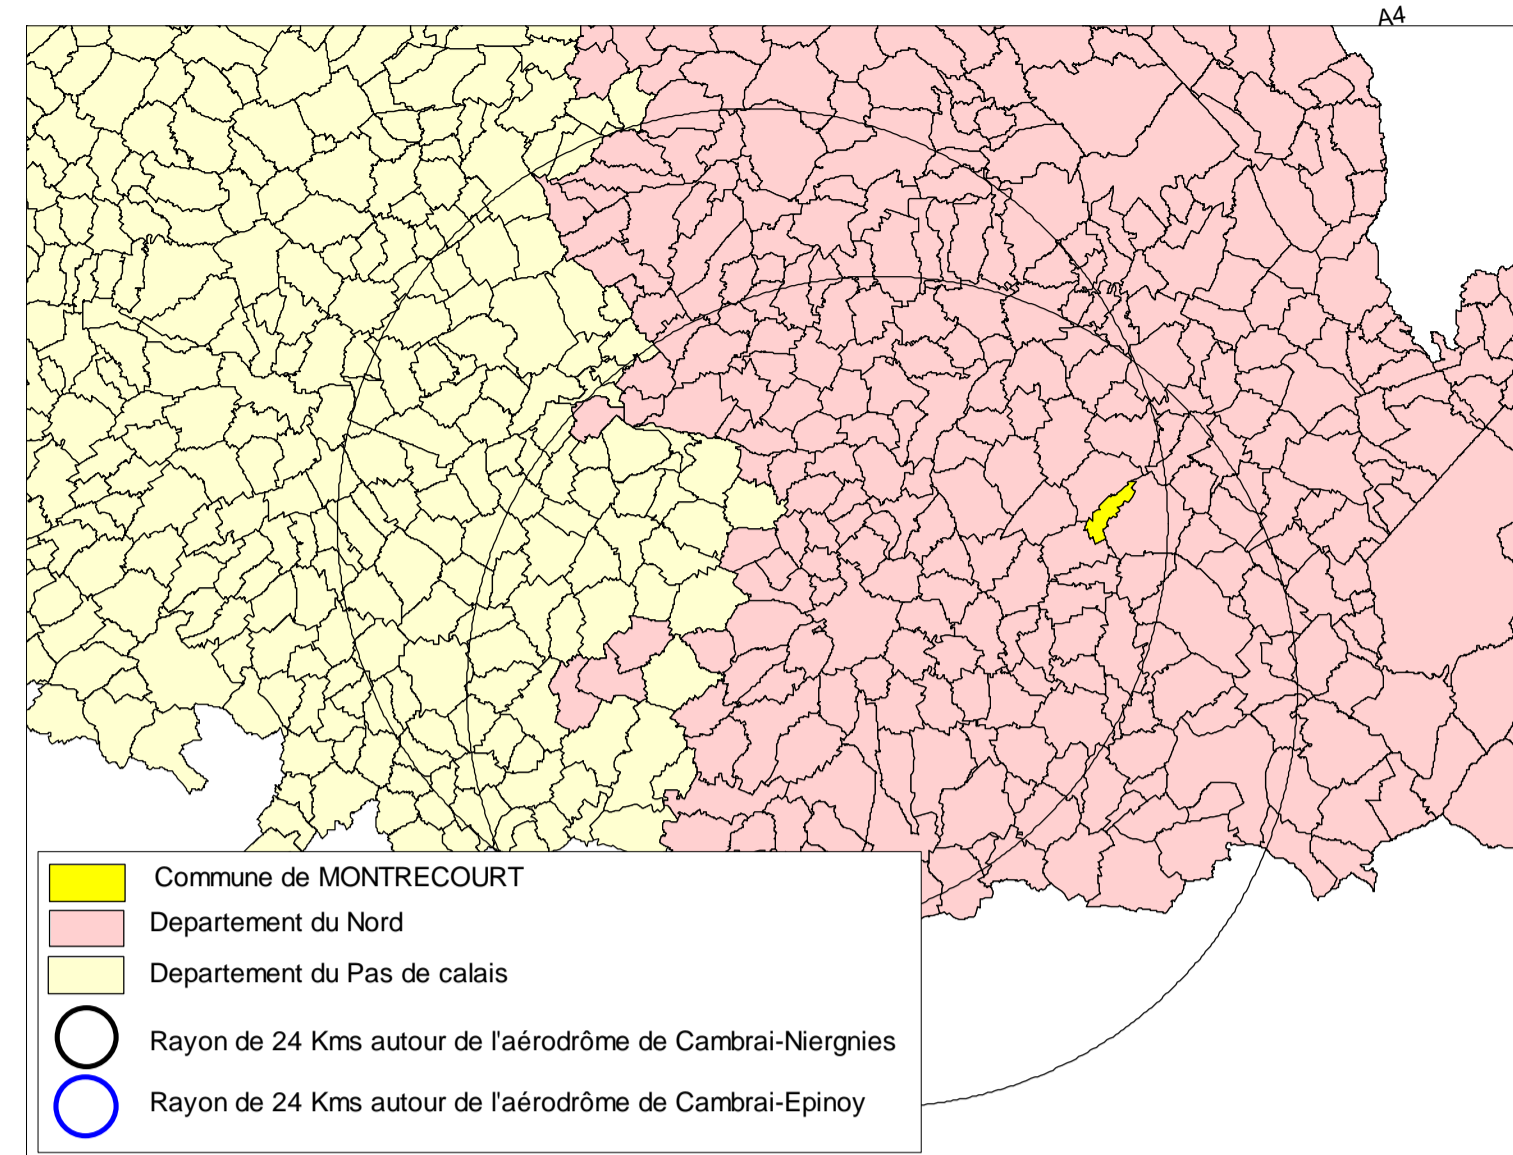 A4
Commune de MONTRECOURT
Departement du Nord
Departement du Pas de calais
Rayon de 24 Kms autour de l'aérodrôme de Cambrai-Niergnies
Rayon de 24 Kms autour de l'aérodrôme de Cambrai-Epinoy